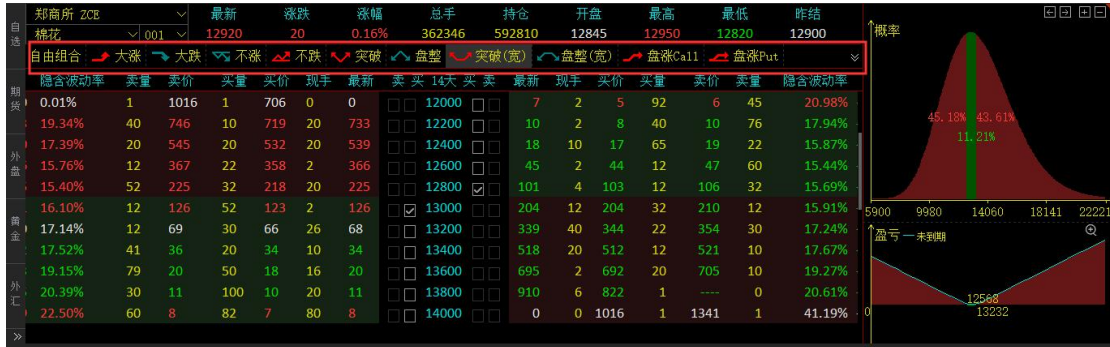 自选
期货
外盘
黄金
外汇
»
郑商所 ZCE 最新 涨跌 涨幅 总手 持仓 开盘 最高 最低 昨结
棉花 001 12920 20 0.16% 362346 592810 12845 12950 12820 12900
自由组合 大涨 大跌 不涨 不跌 突破 盘整 突破(宽) 盘整(宽) 盘涨Call 盘涨Put
隐含波动率 卖量 卖价 买量 买价 现手 最新 卖 买 14天 买 卖 最新 现手 买价 买量 卖价 卖量 隐含波动率
0.01% 1 1016 1 706 0 0 12000 7 2 5 92 6 45 20.98%
19.34% 40 746 10 719 20 733 12200 10 2 8 40 10 76 17.94%
17.39% 20 545 20 532 20 539 12400 18 10 17 65 19 22 15.87%
15.76% 12 367 22 358 2 366 12600 45 2 44 12 47 60 15.44%
15.40% 52 225 32 218 20 225 12800 101 4 103 12 106 32 15.69%
16.10% 12 126 52 123 2 126 13000 204 12 204 32 210 12 15.91%
17.14% 12 69 30 66 26 68 13200 339 40 344 22 354 30 17.24%
17.52% 41 36 20 34 10 34 13400 518 20 512 12 521 10 17.67%
19.15% 79 20 50 18 16 20 13600 695 2 692 20 705 10 19.27%
20.39% 30 11 100 10 20 11 13800 910 6 822 1 ---- 0 20.61%
22.50% 60 8 82 7 80 8 14000 0 0 1016 1 1341 1 41.19%
概率
45.18% 43.61%
11.21%
5900 9980 14060 18141 22221
盈亏 — 未到期
12568
0 13232